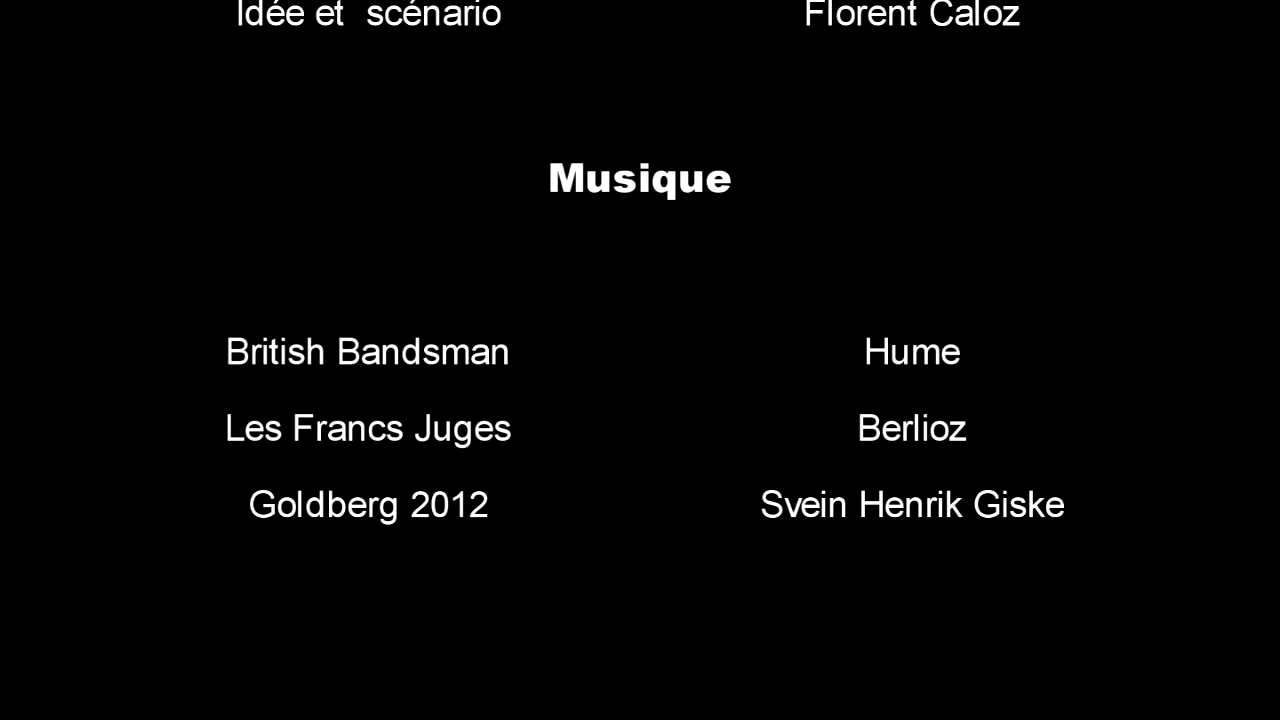 Idée et  scénario Florent Caloz
Musique
British Bandsman Hume
Les Francs Juges Berlioz
Goldberg 2012 Svein Henrik Giske